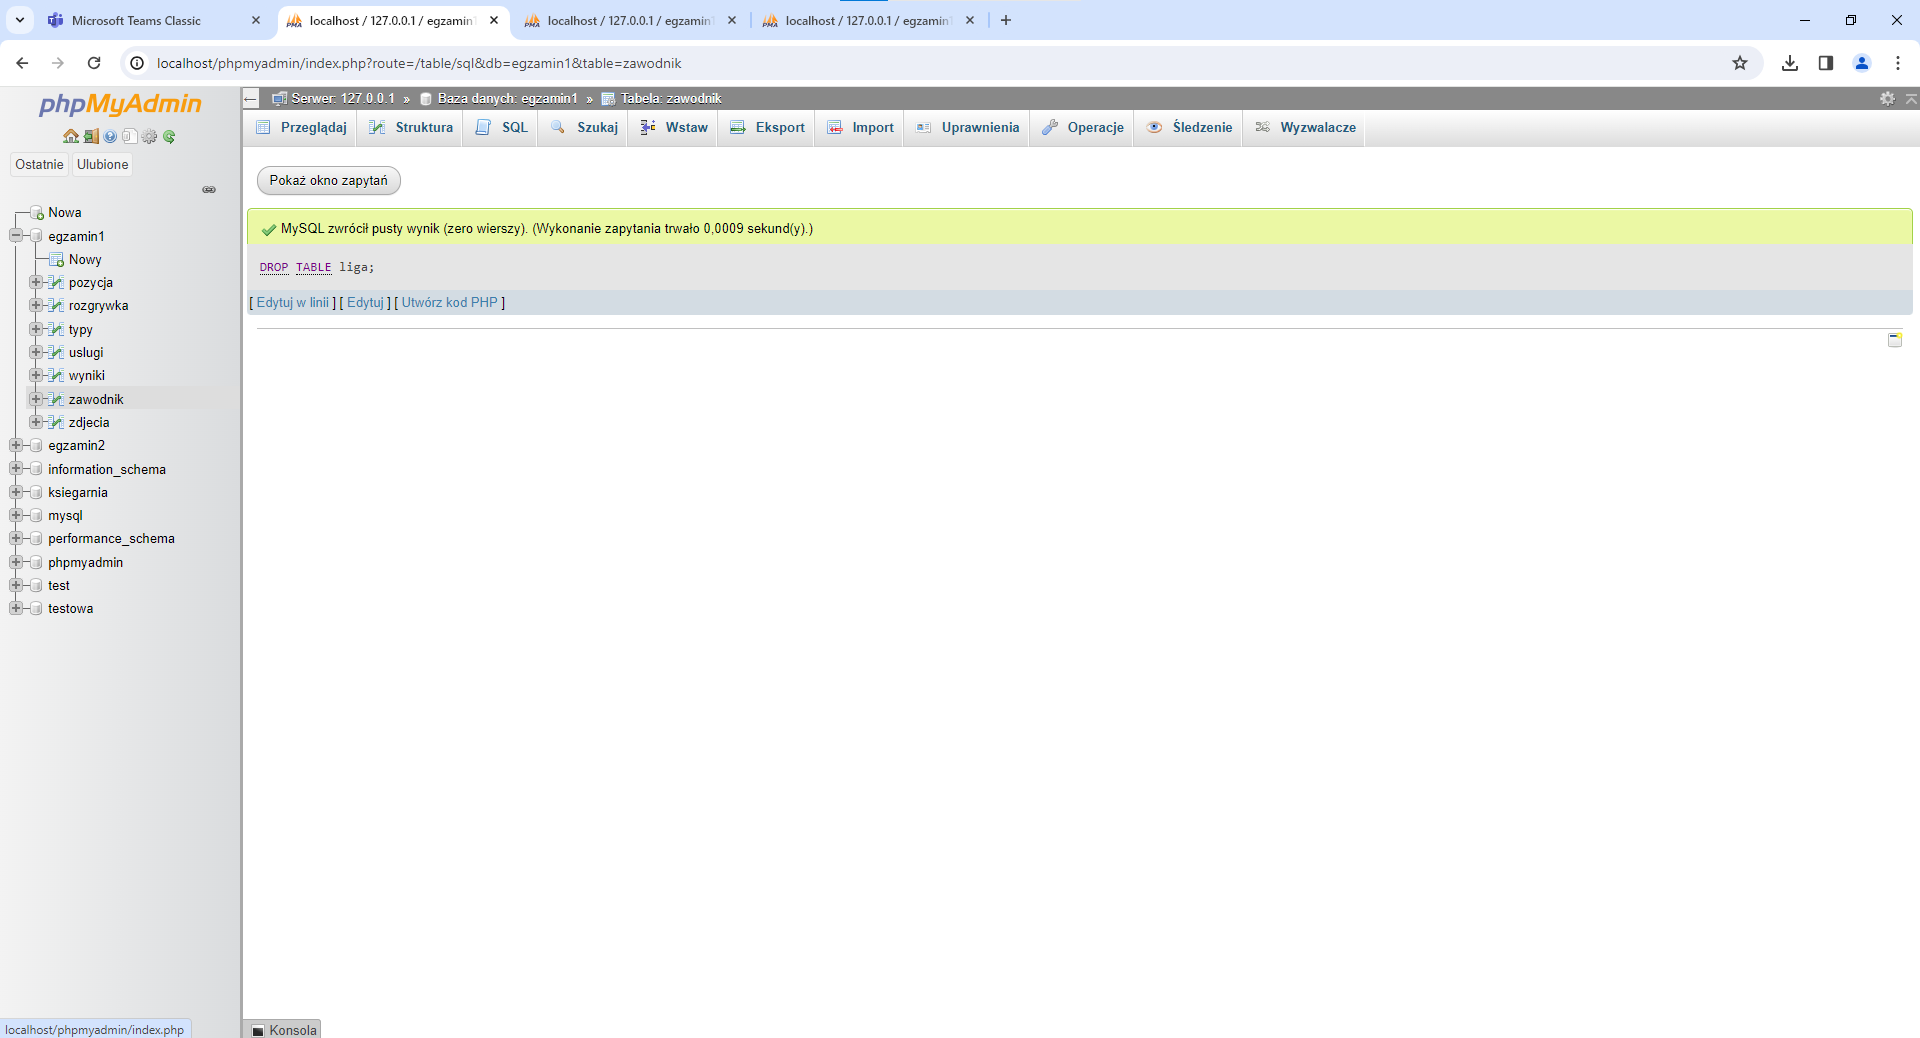 Microsoft Teams Classic
localhost / 127.0.0.1 / egzamin1
localhost / 127.0.0.1 / egzamin1
localhost / 127.0.0.1 / egzamin1
localhost/phpmyadmin/index.php?route=/table/sql&db=egzamin1&table=zawodnik
phpMyAdmin
Ostatnie Ulubione
Nowa
egzamin1
Nowy
pozycja
rozgrywka
typy
uslugi
wyniki
zawodnik
zdjecia
egzamin2
information_schema
ksiegarnia
mysql
performance_schema
phpmyadmin
test
testowa
localhost/phpmyadmin/index.php
Serwer: 127.0.0.1 » Baza danych: egzamin1 » Tabela: zawodnik
Przeglądaj Struktura SQL Szukaj Wstaw Eksport Import Uprawnienia Operacje Śledzenie Wyzwalacze
Pokaż okno zapytań
MySQL zwrócił pusty wynik (zero wierszy). (Wykonanie zapytania trwało 0,0009 sekund(y).)
DROP TABLE liga;
[ Edytuj w linii ] [ Edytuj ] [ Utwórz kod PHP ]
Konsola